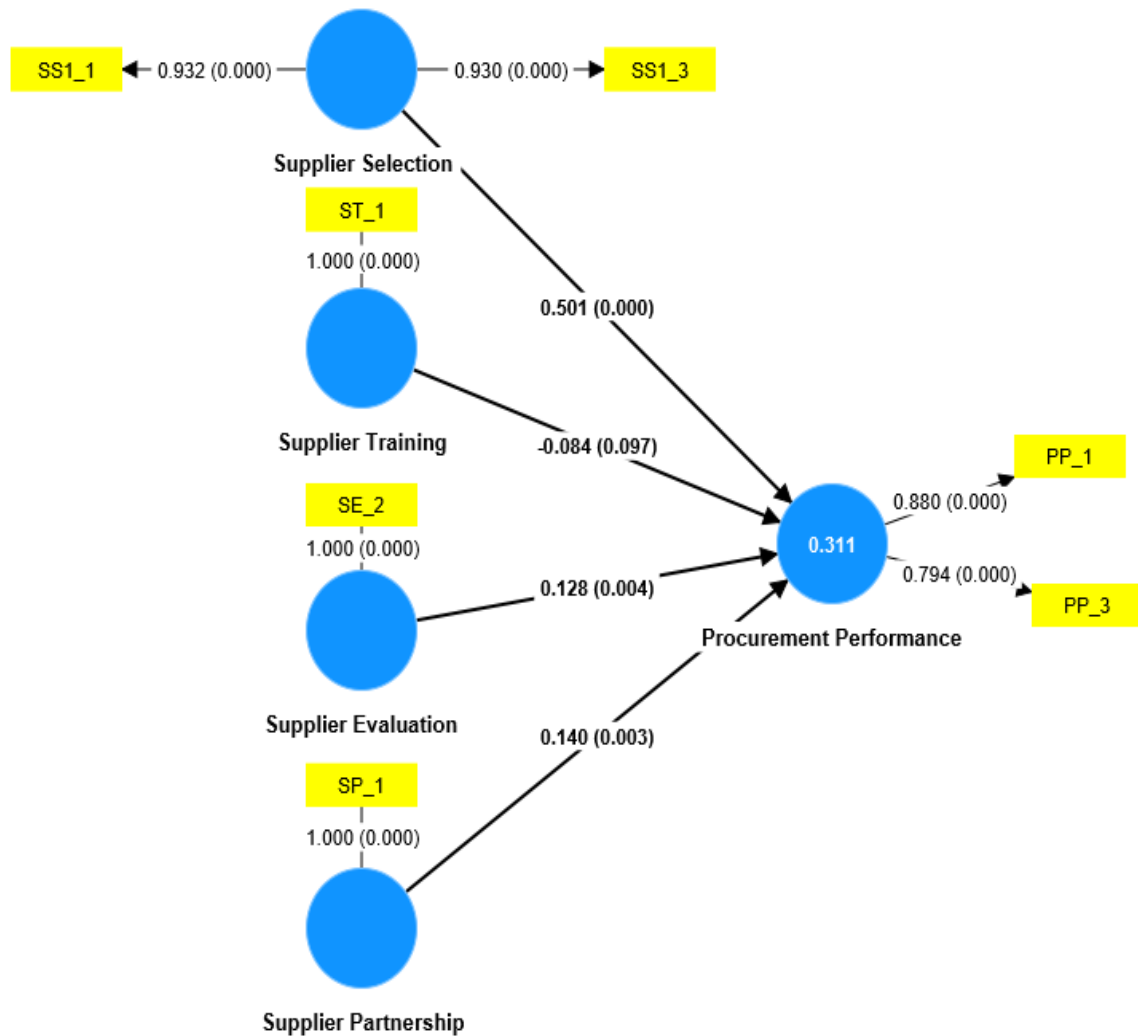 SS1_1
0.932 (0.000)
0.930 (0.000)
SS1_3
Supplier Selection
ST_1
1.000 (0.000)
0.501 (0.000)
Supplier Training
-0.084 (0.097)
PP_1
0.880 (0.000)
SE_2
1.000 (0.000)
0.311
0.128 (0.004)
0.794 (0.000)
PP_3
Procurement Performance
Supplier Evaluation
0.140 (0.003)
SP_1
1.000 (0.000)
Supplier Partnership